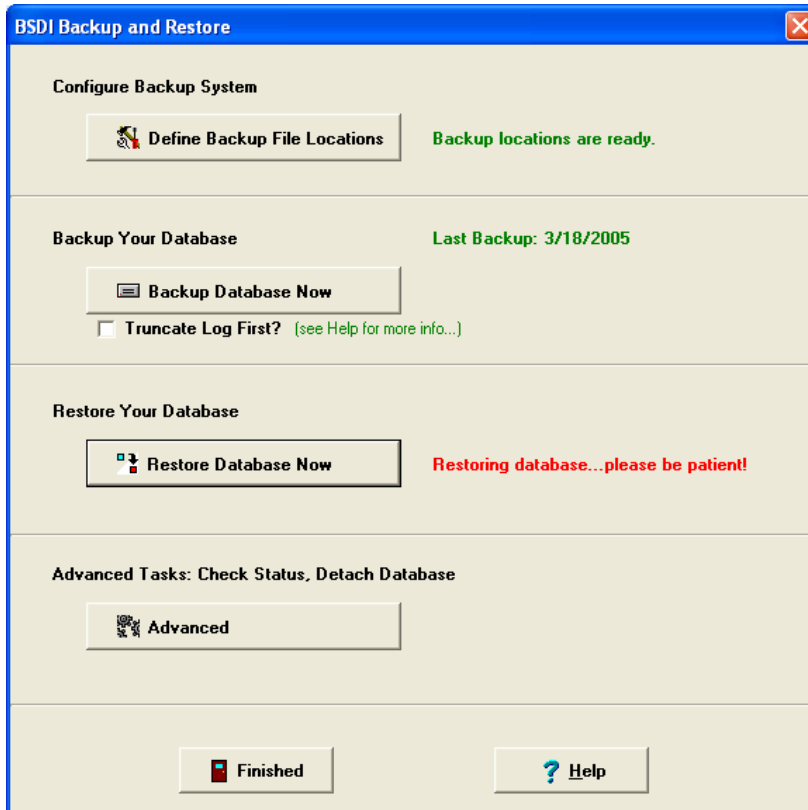 BSDI Backup and Restore
Configure Backup System
Define Backup File Locations
Backup locations are ready.
Backup Your Database
Last Backup: 3/18/2005
Backup Database Now
Truncate Log First? (see Help for more info...)
Restore Your Database
Restore Database Now
Restoring database...please be patient!
Advanced Tasks: Check Status, Detach Database
Advanced
Finished
Help